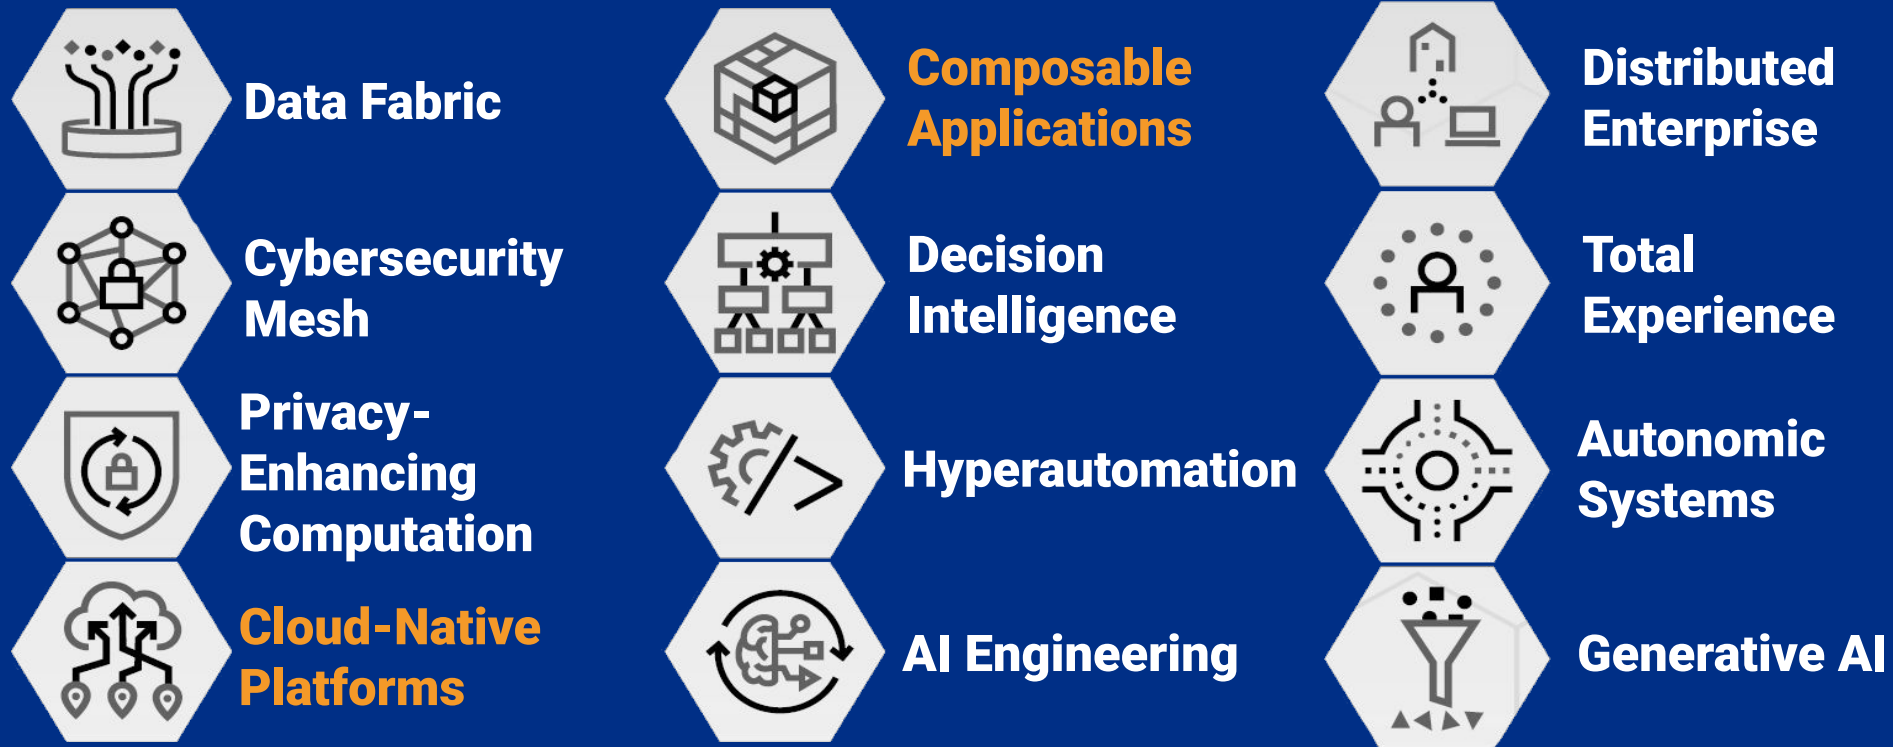 Data Fabric
Cybersecurity
Mesh
Privacy-
Enhancing
Computation
Cloud-Native
Platforms
Composable
Applications
Decision
Intelligence
Hyperautomation
AI Engineering
Distributed
Enterprise
Total
Experience
Autonomic
Systems
Generative AI